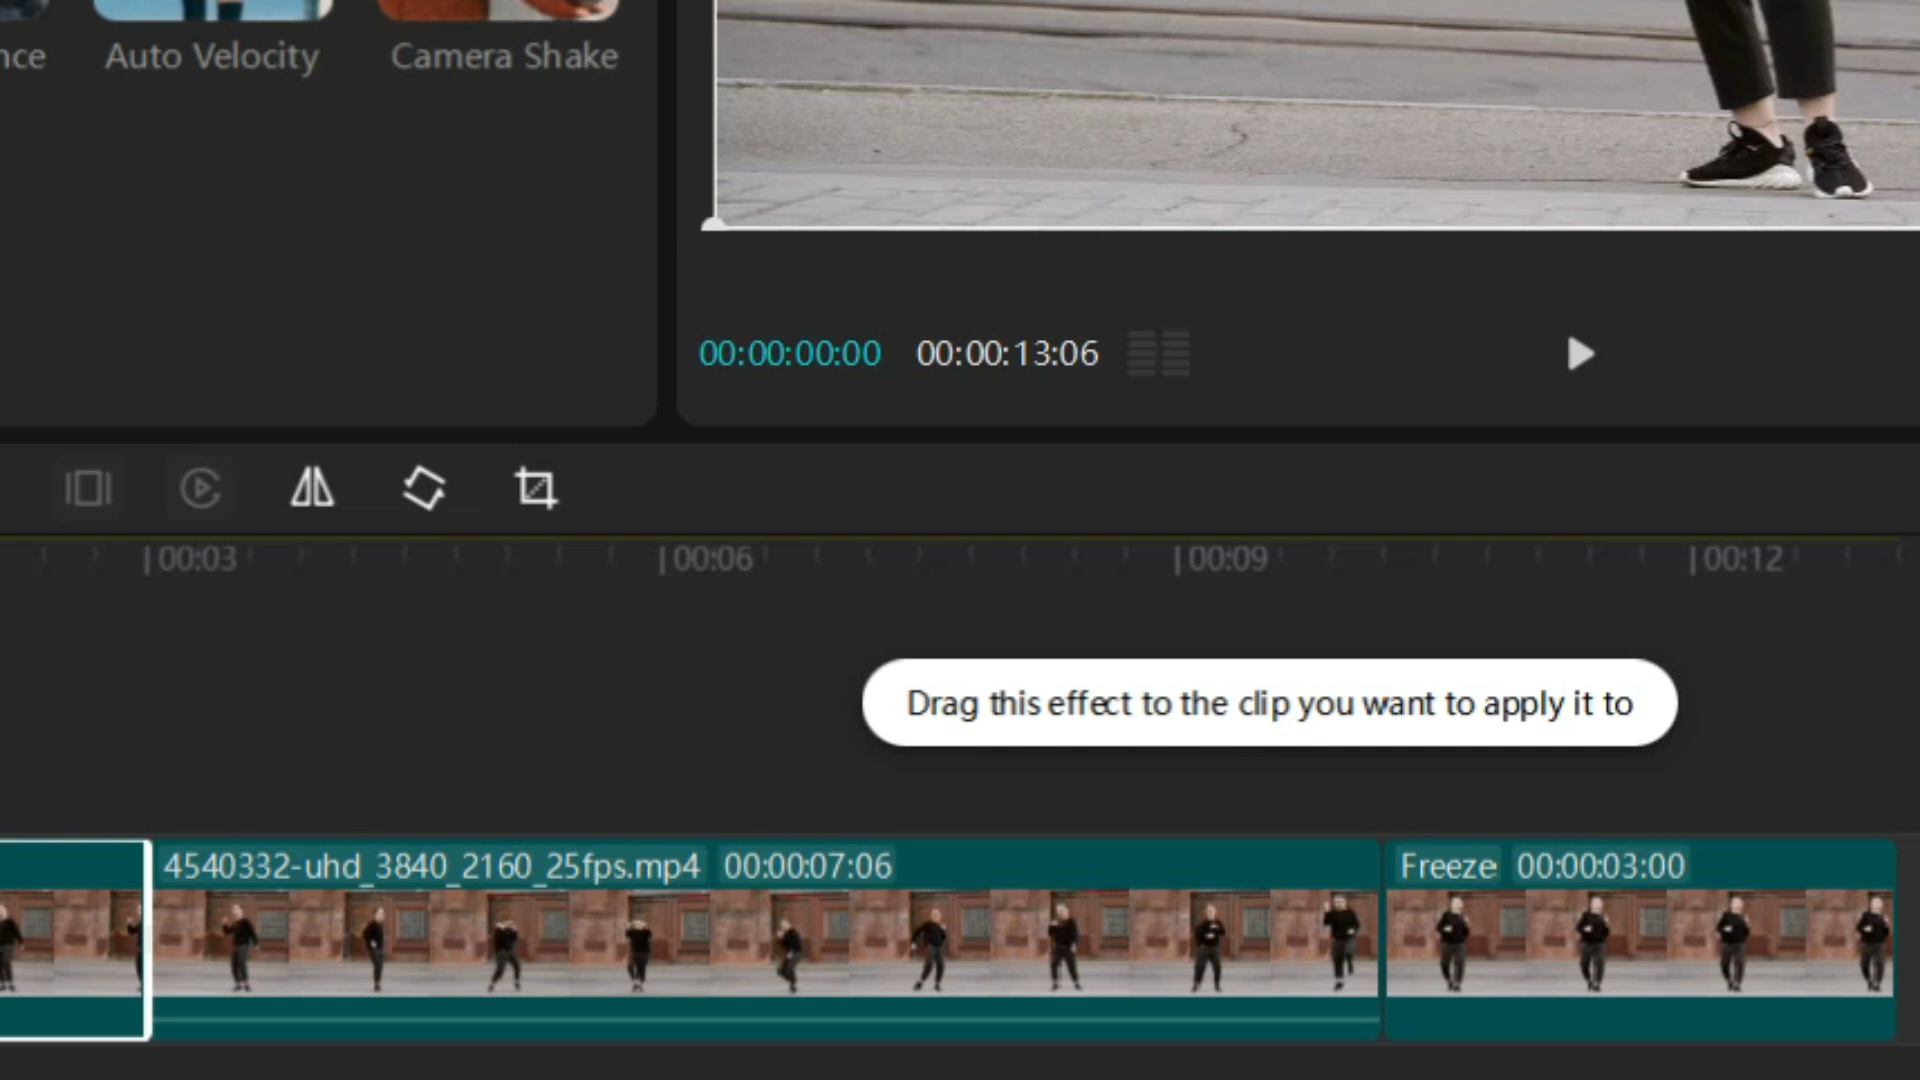 nce Auto Velocity Camera Shake
00:00:00:00 00:00:13:06
00:03 00:06 00:09 00:12
Drag this effect to the clip you want to apply it to
4540332-uhd_3840_2160_25fps.mp4 00:00:07:06 Freeze 00:00:03:00